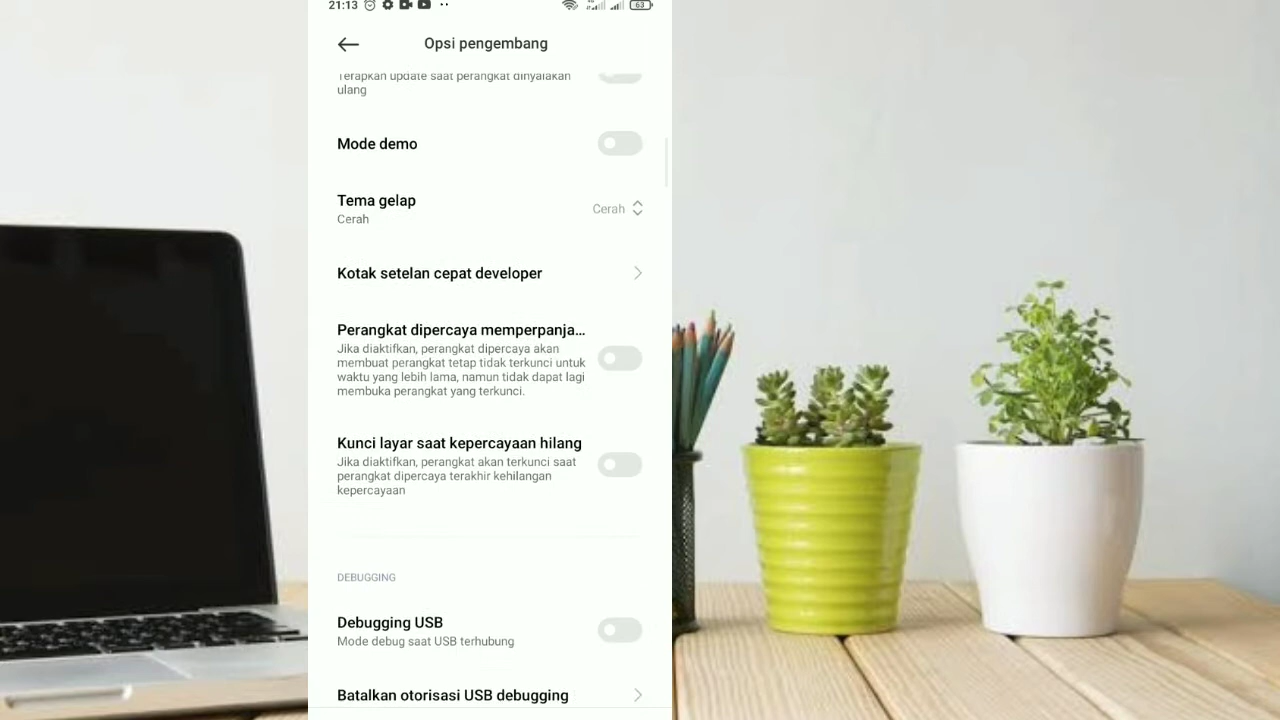 21:13
63
Opsi pengembang
Terapkan update saat perangkat dinyalakan
ulang
Mode demo
Tema gelap
Cerah
Cerah
Kotak setelan cepat developer
Perangkat dipercaya memperpanja...
Jika diaktifkan, perangkat dipercaya akan
membuat perangkat tetap tidak terkunci untuk
waktu yang lebih lama, namun tidak dapat lagi
membuka perangkat yang terkunci.
Kunci layar saat kepercayaan hilang
Jika diaktifkan, perangkat akan terkunci saat
perangkat dipercaya terakhir kehilangan
kepercayaan
DEBUGGING
Debugging USB
Mode debug saat USB terhubung
Batalkan otorisasi USB debugging